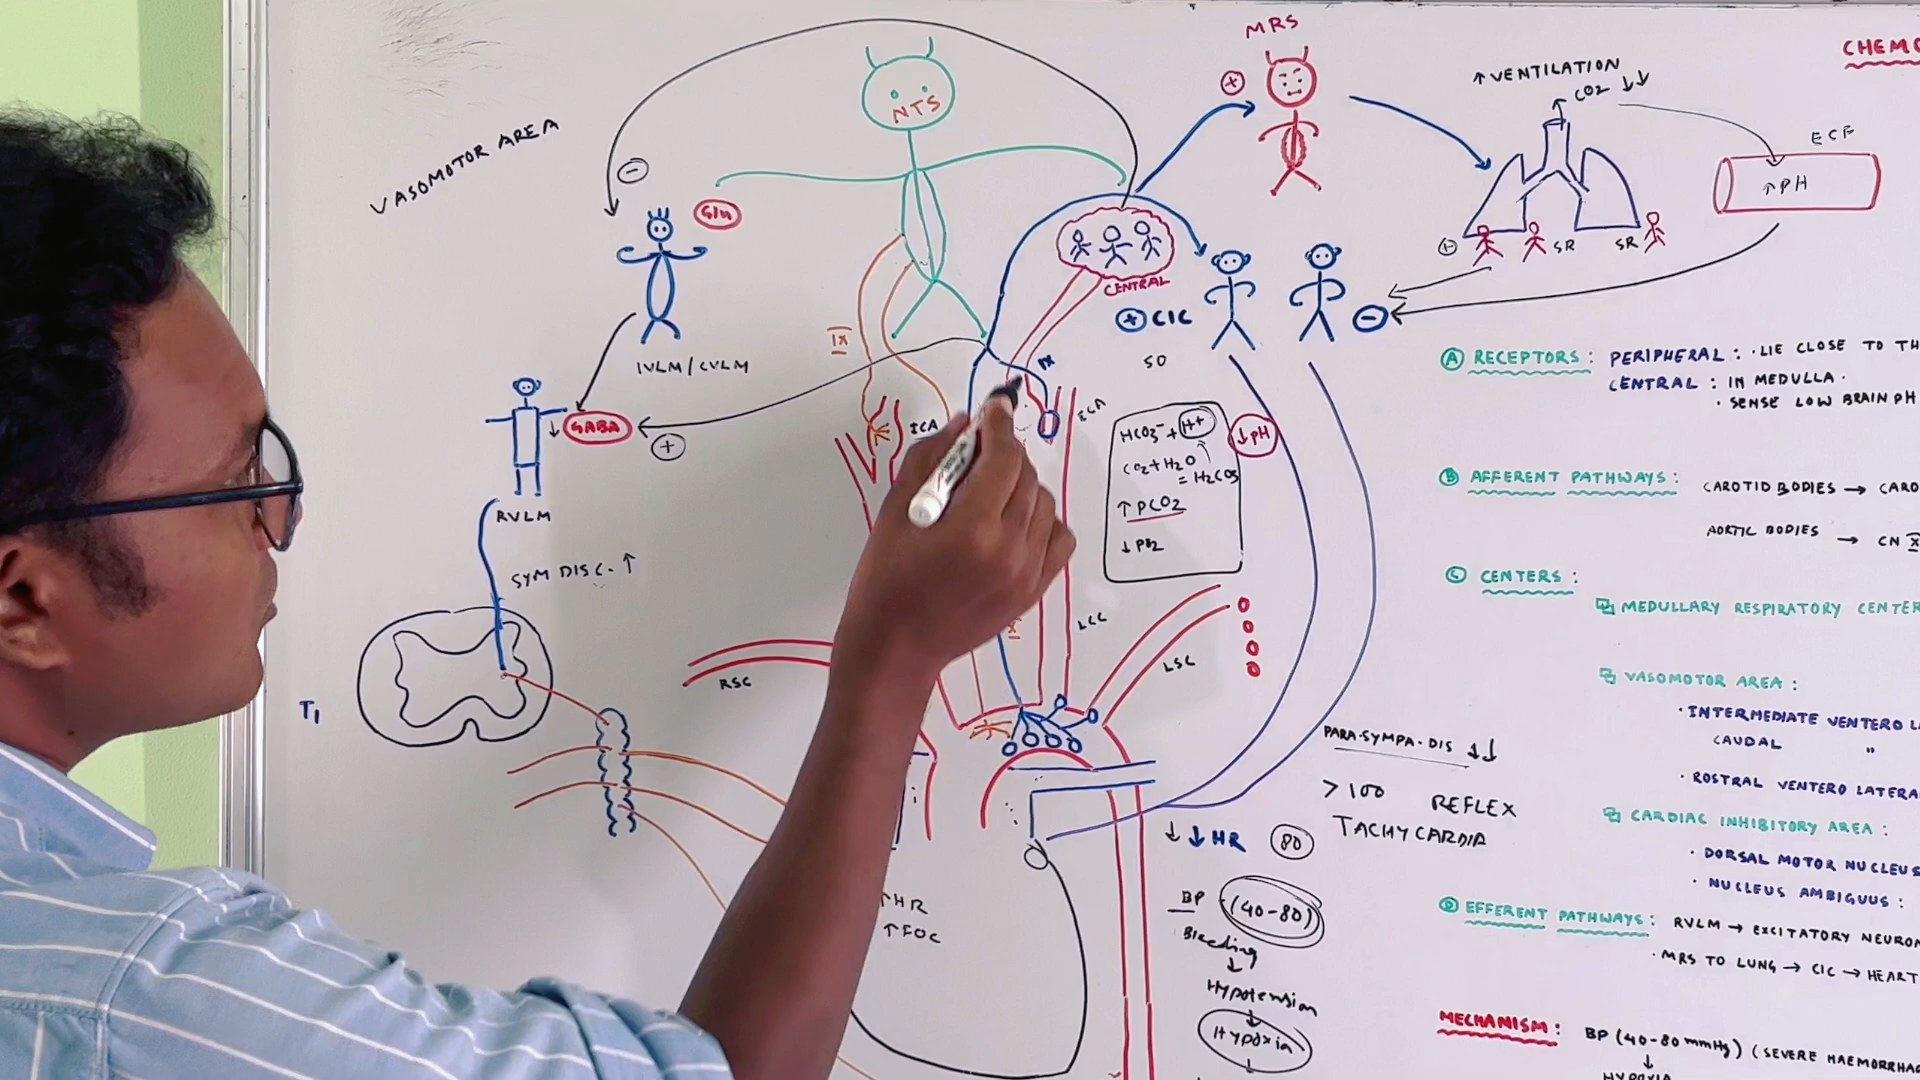 MRS
CHEMO
↑ VENTILATION
CO2 ↓↓
NTS
VASOMOTOR AREA
ECF
↑PH
SR
SR
CENTRAL
+ CIC
SO
IX
IX
IVLM/CVLM
↓ GABA
ICA
ECA
RVLM
SYM DISC. ↑
HCO3⁻ + H+
↓PH
CO2 + H2O
= H2CO3
↑ PCO2
↓ PO2
LCC
LSC
RSC
T1
X
Ⓐ RECEPTORS : PERIPHERAL : · LIE CLOSE TO TH
CENTRAL : IN MEDULLA ·
· SENSE LOW BRAIN PH
Ⓑ AFFERENT PATHWAYS : CAROTID BODIES → CARO
AORTIC BODIES → CN X
Ⓒ CENTERS :
MEDULLARY RESPIRATORY CENTER
VASOMOTOR AREA :
· INTERMEDIATE VENTERO L
CAUDAL "
· ROSTRAL VENTERO LATERA
CARDIAC INHIBITORY AREA :
· DORSAL MOTOR NUCLEUS
· NUCLEUS AMBIGUUS :
Ⓓ EFFERENT PATHWAYS : RVLM → EXCITATORY NEURON
· MRS TO LUNG → CIC → HEART
MECHANISM : BP (40-80 mmHg) (SEVERE HAEMORRHAG
↓
HYPOXIA
PARA.SYMPA.DIS ↓↓
> 100 REFLEX
TACHYCARDIA
↓ ↓ HR 80
BP (40-80)
Bleeding
↓
Hypotension
↓
Hypoxia
↑HR
↑FOC